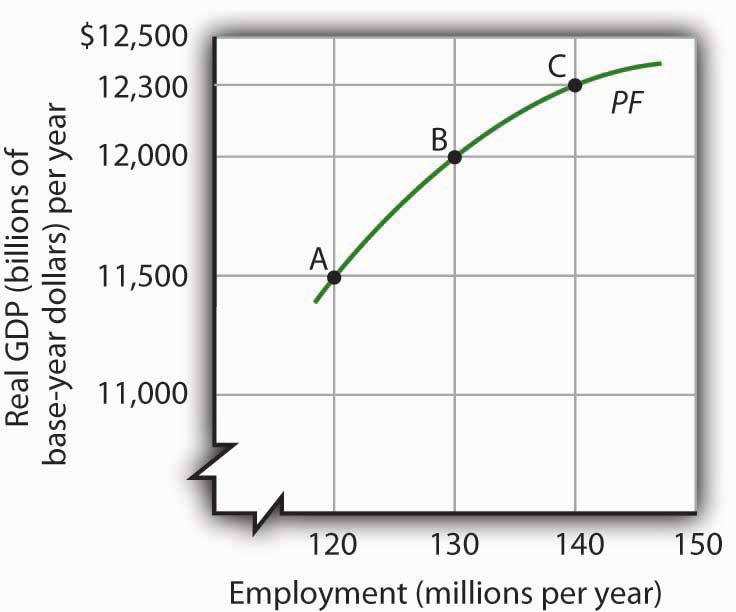 $12,500
12,300
12,000
11,500
11,000
Real GDP (billions of
base-year dollars) per year
A
B
C
PF
120 130 140 150
Employment (millions per year)